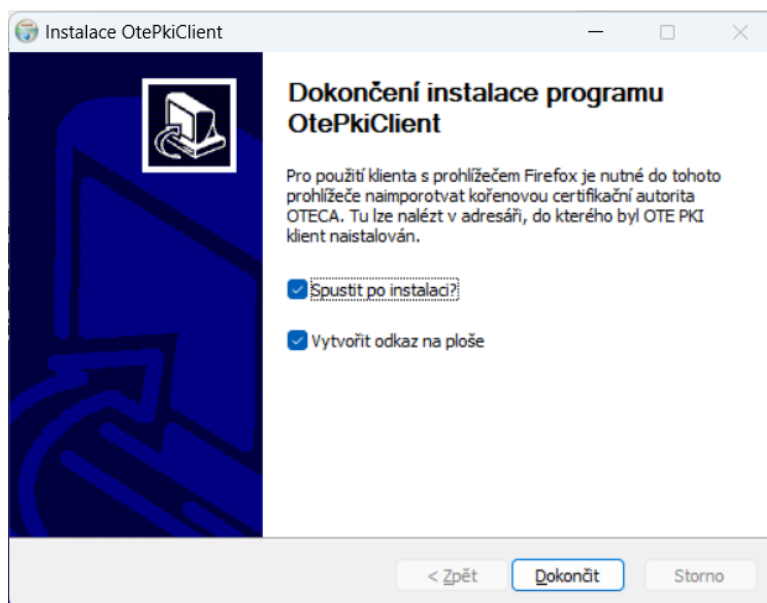 Instalace OtePkiClient
Dokončení instalace programu
OtePkiClient
Pro použití klienta s prohlížečem Firefox je nutné do tohoto
prohlížeče naimporotvat kořenovou certifikační autorita
OTECA. Tu lze nalézt v adresáři, do kterého byl OTE PKI
klient naistalován.
Spustit po instalaci?
Vytvořit odkaz na ploše
< Zpět
Dokončit
Storno